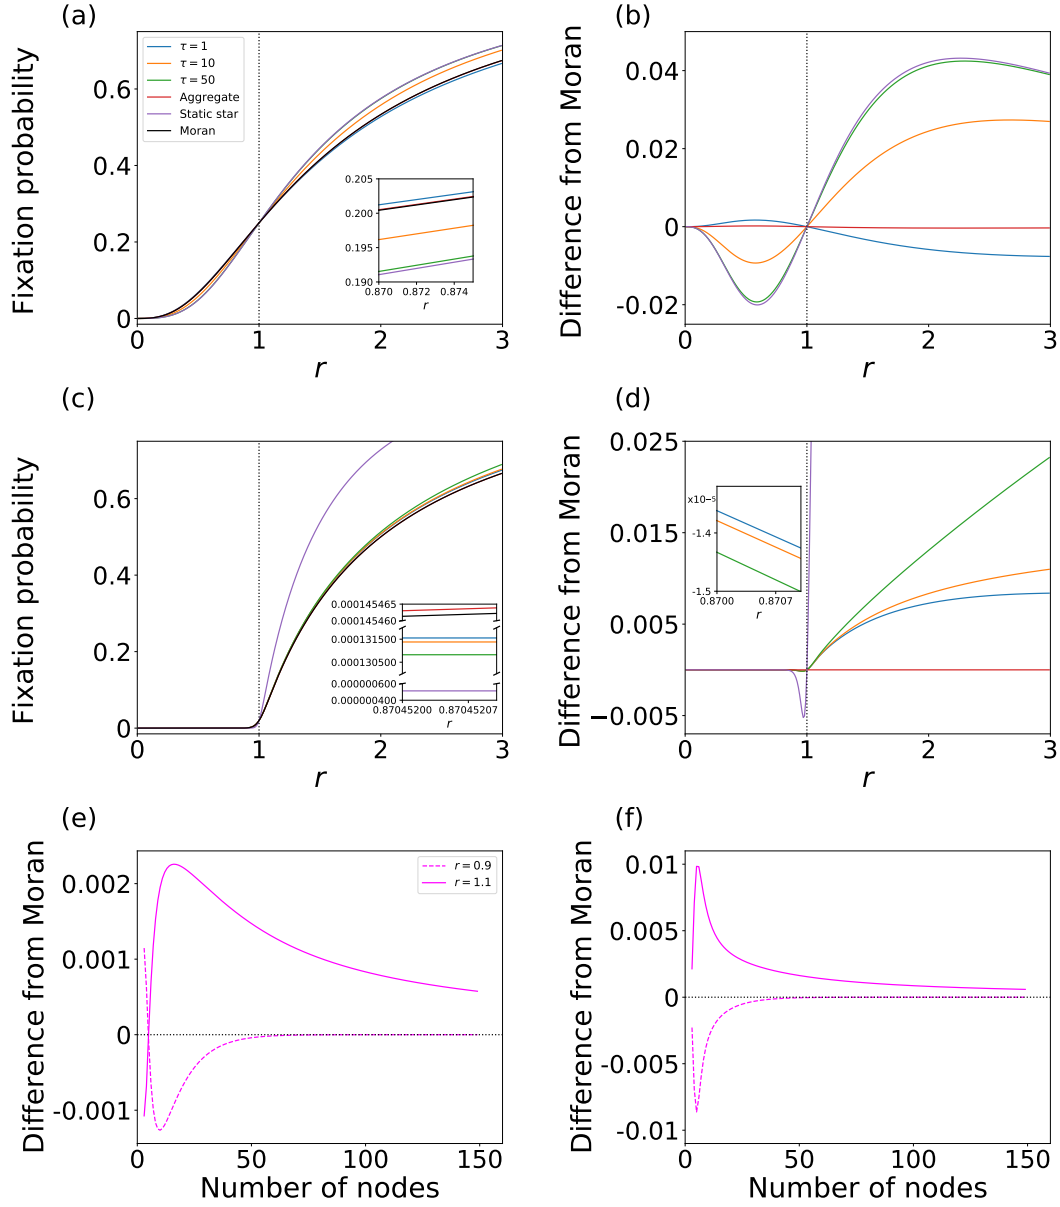 (a)
Fixation probability
0.6
0.4
0.2
0
τ = 1
τ = 10
τ = 50
Aggregate
Static star
Moran
0.205
0.200
0.195
0.190
0.870 0.872 0.874
r
0 1 2 3
r
(b)
Difference from Moran
0.04
0.02
0
-0.02
0 1 2 3
r
(c)
Fixation probability
0.6
0.4
0.2
0
0.000145465
0.000145460
0.000131500
0.000130500
0.000000600
0.000000400
0.87045200 0.87045207
r
0 1 2 3
r
(d)
Difference from Moran
0.025
0.015
0.005
−0.005
x10−5
-1.4
-1.5
0.8700 0.8707
r
0 1 2 3
r
(e)
Difference from Moran
0.002
0.001
0
-0.001
r = 0.9
r = 1.1
0 50 100 150
Number of nodes
(f)
Difference from Moran
0.01
0.005
0
-0.005
-0.01
0 50 100 150
Number of nodes